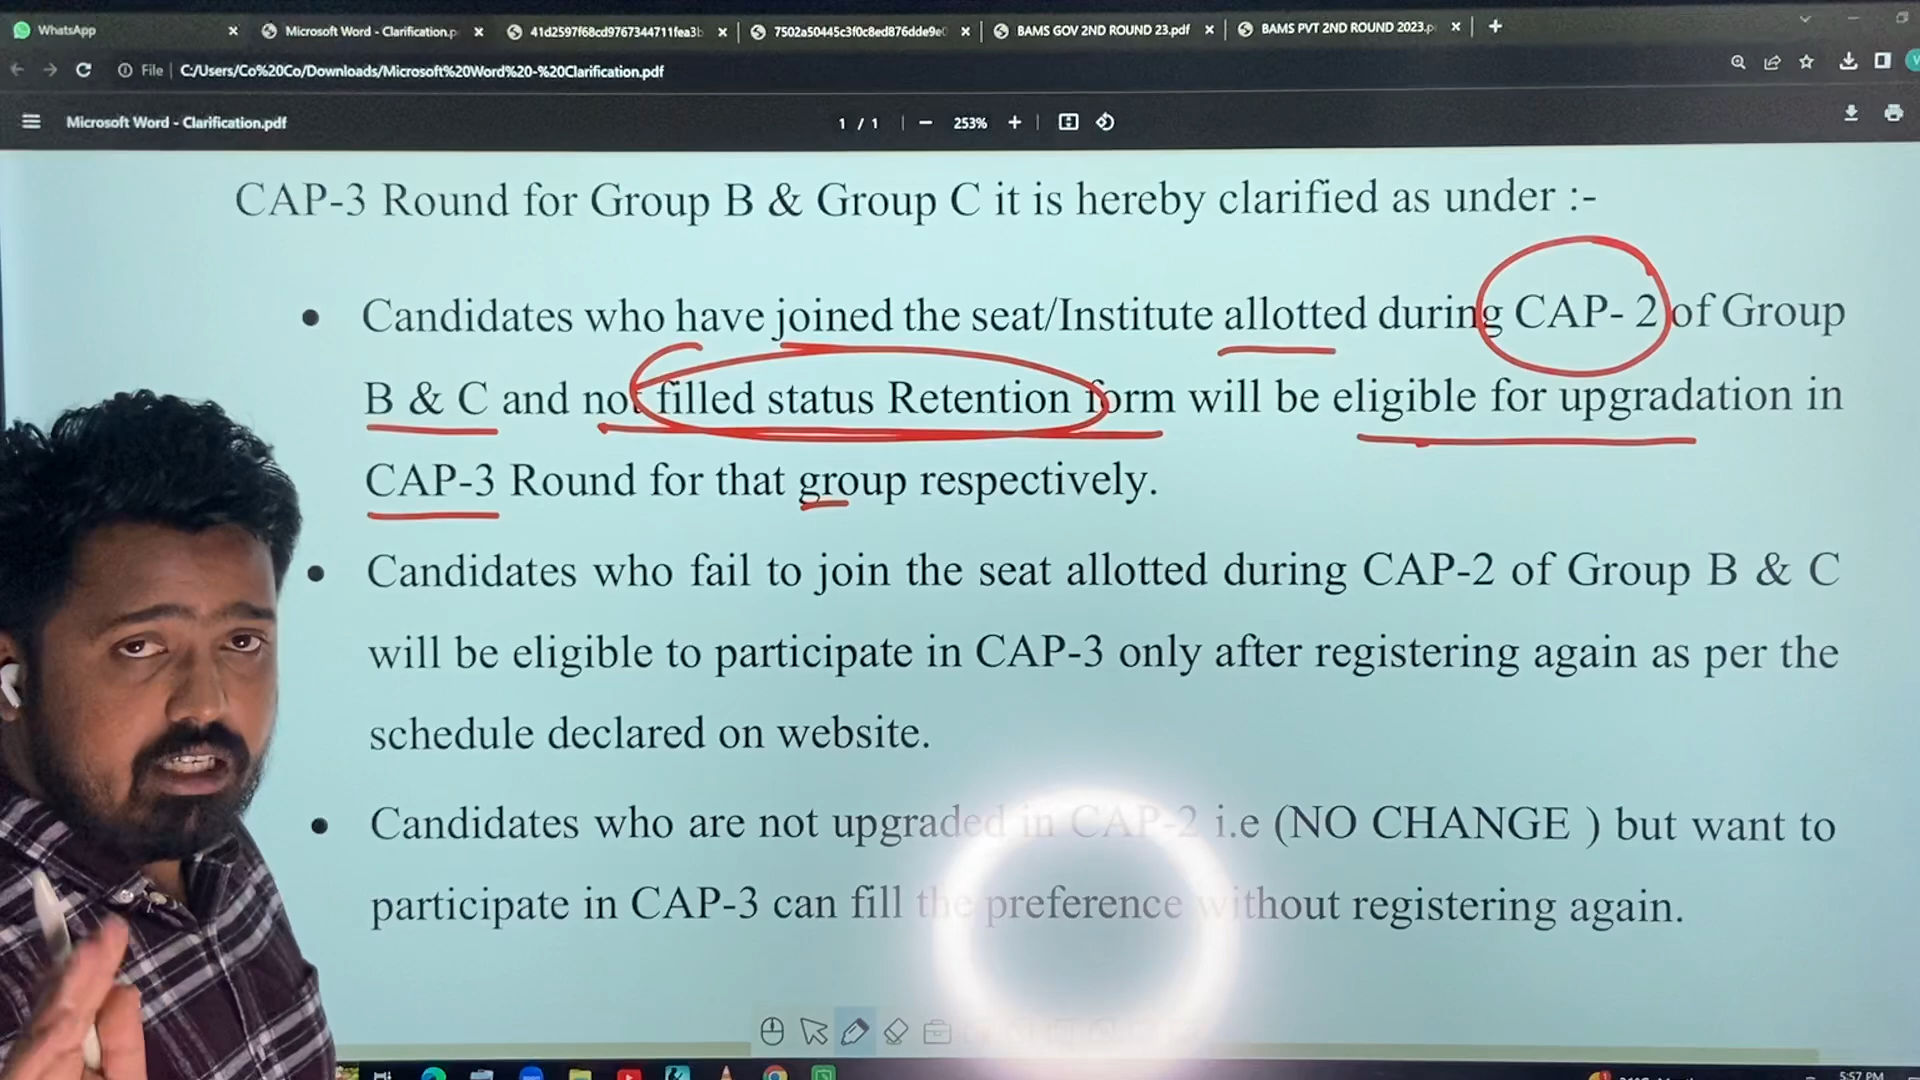 WhatsApp
Microsoft Word - Clarification.p
41d2597f68cd9767344711fea3b
7502a50445c3f0c8ed876dde9e0
BAMS GOV 2ND ROUND 23.pdf
BAMS PVT 2ND ROUND 2023.p
File
C:/Users/Co%20Co/Downloads/Microsoft%20Word%20-%20Clarification.pdf
Microsoft Word - Clarification.pdf
1 / 1
253%
CAP-3 Round for Group B & Group C it is hereby clarified as under :-
• Candidates who have joined the seat/Institute allotted during CAP- 2 of Group
B & C and not filled status Retention form will be eligible for upgradation in
CAP-3 Round for that group respectively.
• Candidates who fail to join the seat allotted during CAP-2 of Group B & C
will be eligible to participate in CAP-3 only after registering again as per the
schedule declared on website.
• Candidates who are not upgraded in CAP-2 i.e (NO CHANGE ) but want to
participate in CAP-3 can fill the preference without registering again.
5:57 PM